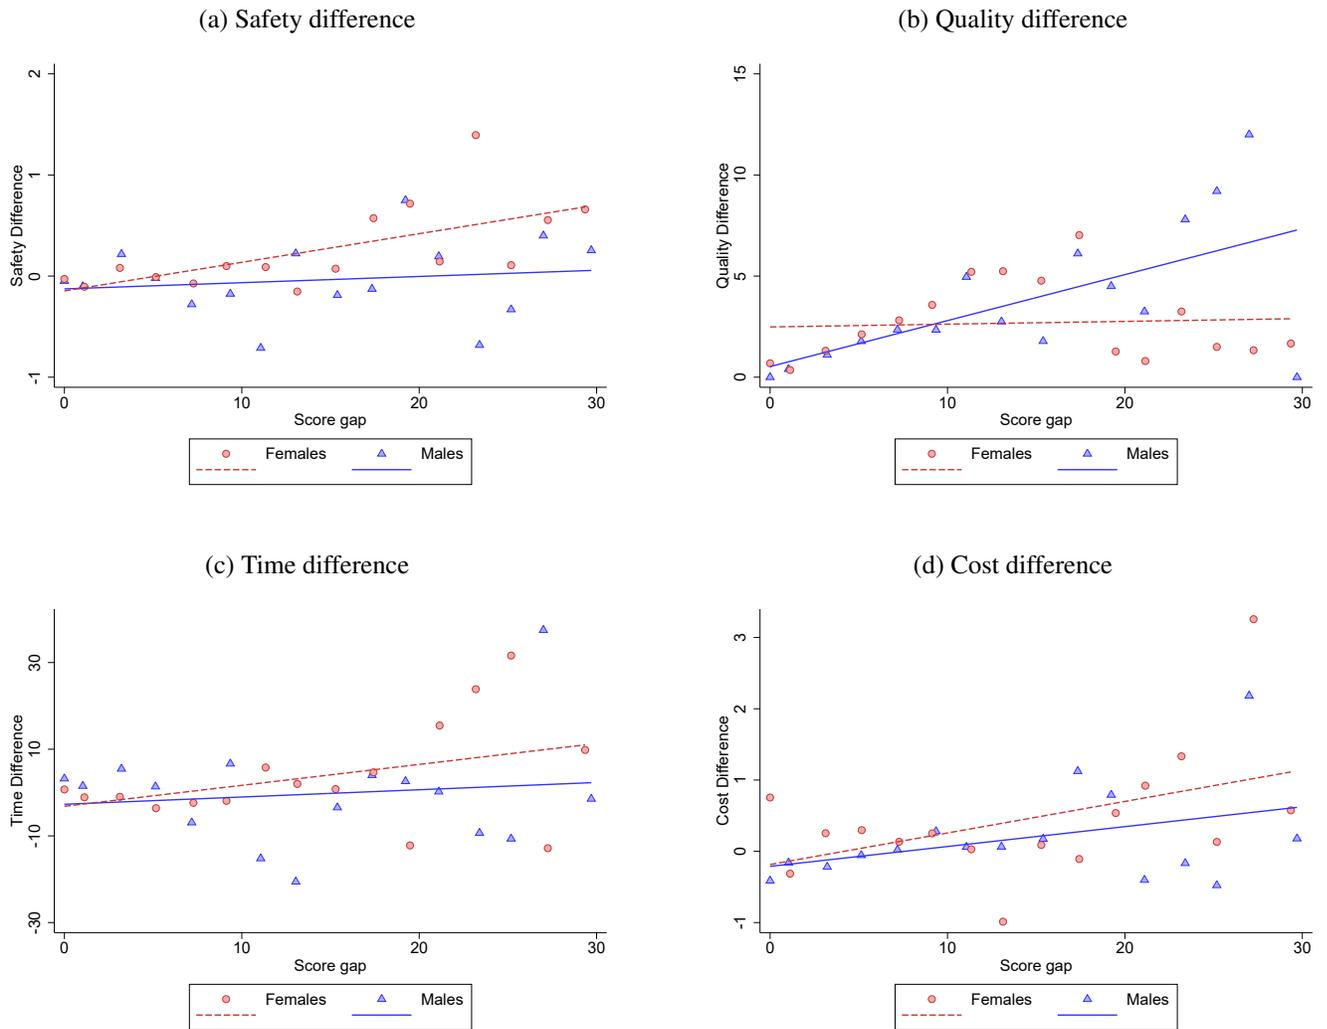 (a) Safety difference
2
1
0
-1
Safety Difference
0 10 20 30
Score gap
Females Males
(b) Quality difference
15
10
5
0
Quality Difference
0 10 20 30
Score gap
Females Males
(c) Time difference
30
10
-10
-30
Time Difference
0 10 20 30
Score gap
Females Males
(d) Cost difference
3
2
1
0
-1
Cost Difference
0 10 20 30
Score gap
Females Males